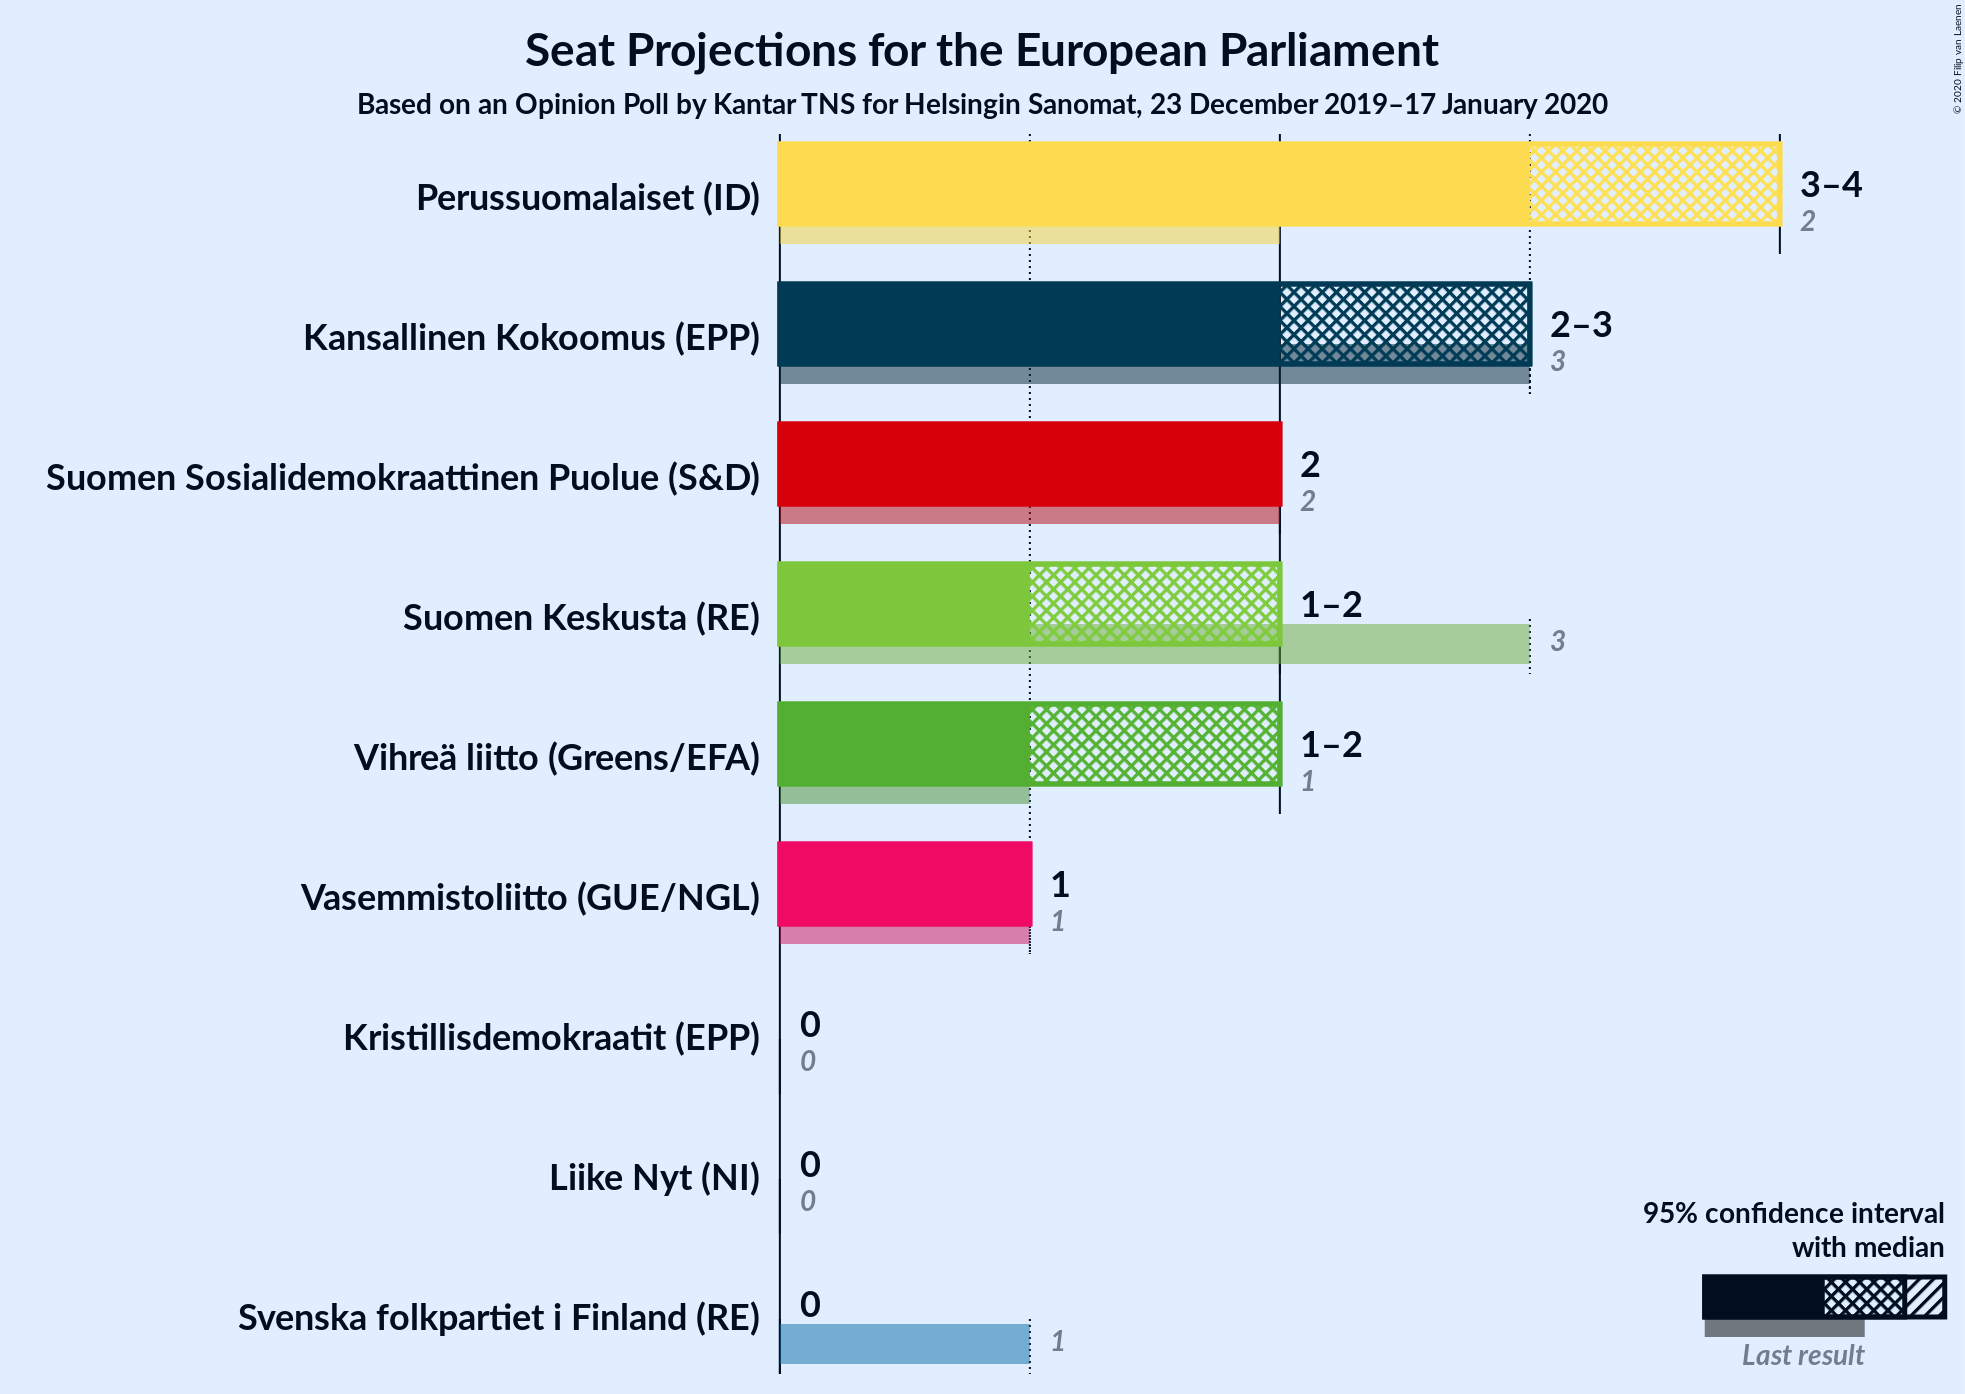 Seat Projections for the European Parliament
Based on an Opinion Poll by Kantar TNS for Helsingin Sanomat, 23 December 2019–17 January 2020
© 2020 Filip van Laenen
Perussuomalaiset (ID)
3–4
2
Kansallinen Kokoomus (EPP)
2–3
3
Suomen Sosialidemokraattinen Puolue (S&D)
2
2
Suomen Keskusta (RE)
1–2
3
Vihreä liitto (Greens/EFA)
1–2
1
Vasemmistoliitto (GUE/NGL)
1
1
Kristillisdemokraatit (EPP)
0
0
Liike Nyt (NI)
0
0
Svenska folkpartiet i Finland (RE)
0
1
95% confidence interval
with median
Last result